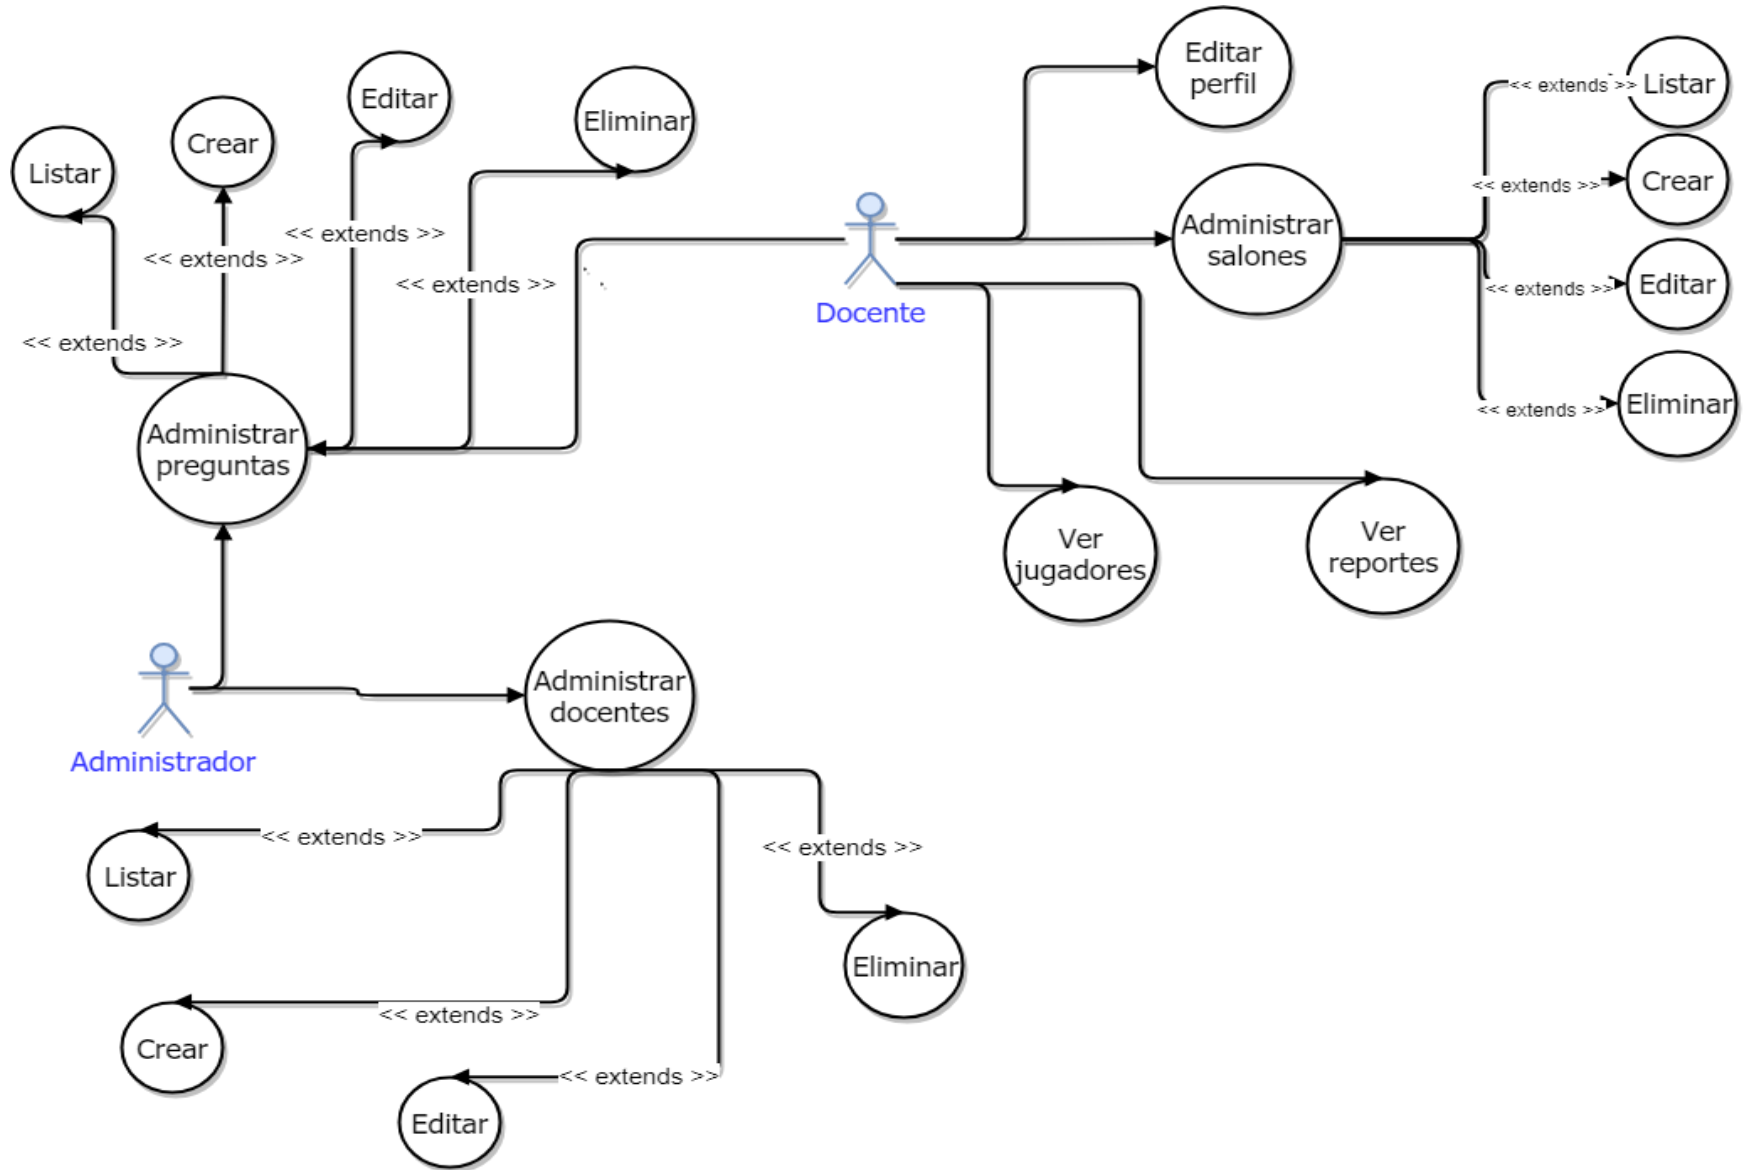 Editar
perfil
Listar
<< extends >>
Crear
<< extends >>
Editar
<< extends >>
Eliminar
<< extends >>
Administrar
salones
Docente
Ver
jugadores
Ver
reportes
Listar
Crear
Editar
Eliminar
<< extends >>
<< extends >>
<< extends >>
<< extends >>
Administrar
preguntas
Administrador
Administrar
docentes
<< extends >>
Listar
<< extends >>
Eliminar
<< extends >>
Crear
<< extends >>
Editar